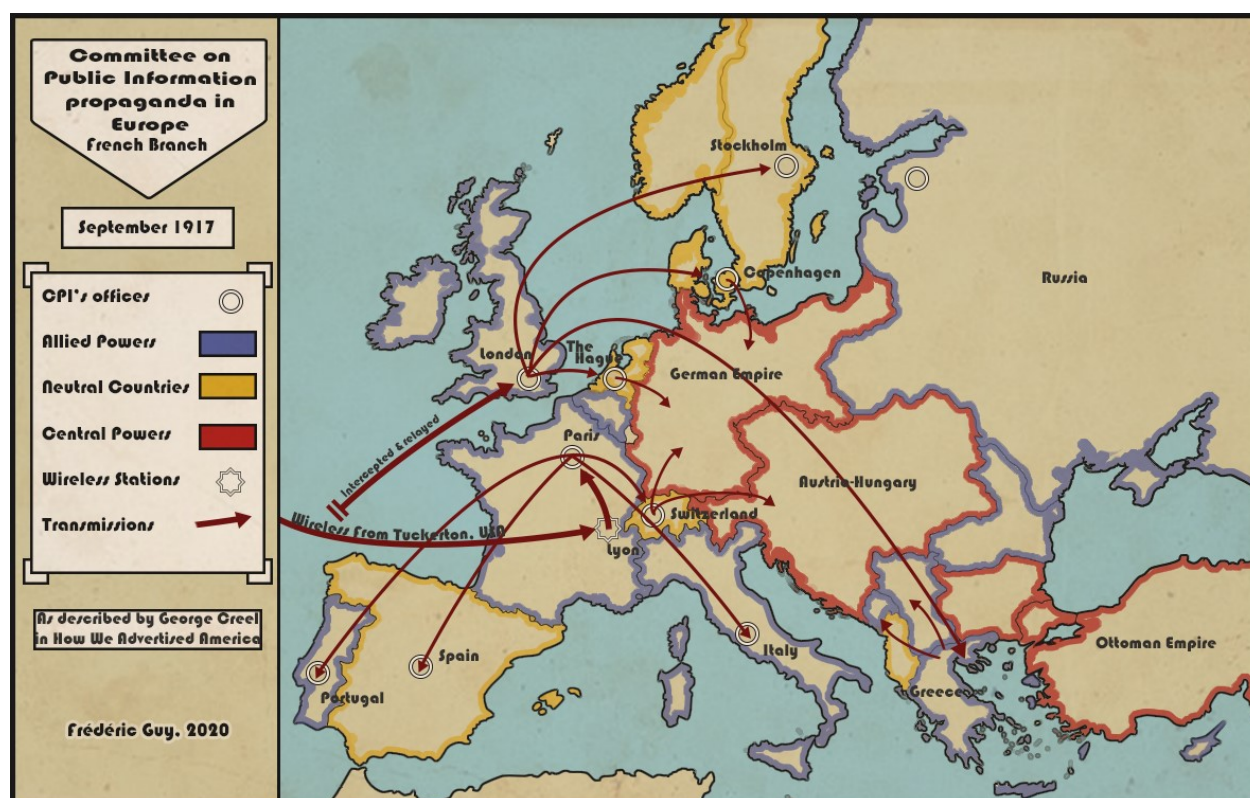 Committee on
Public Information
propaganda in
Europe
French Branch
September 1917
CPI's offices
Allied Powers
Neutral Countries
Central Powers
Wireless Stations
Transmissions
As described by George Creel
in How We Advertised America
Frédéric Guy, 2020
Stockholm
Copenhagen
Russia
London
The
Hague
German Empire
Paris
Intercepted & relayed
Austria-Hungary
Switzerland
Wireless From Tuckerton, USA
Lyon
Spain
Portugal
Italy
Greece
Ottoman Empire